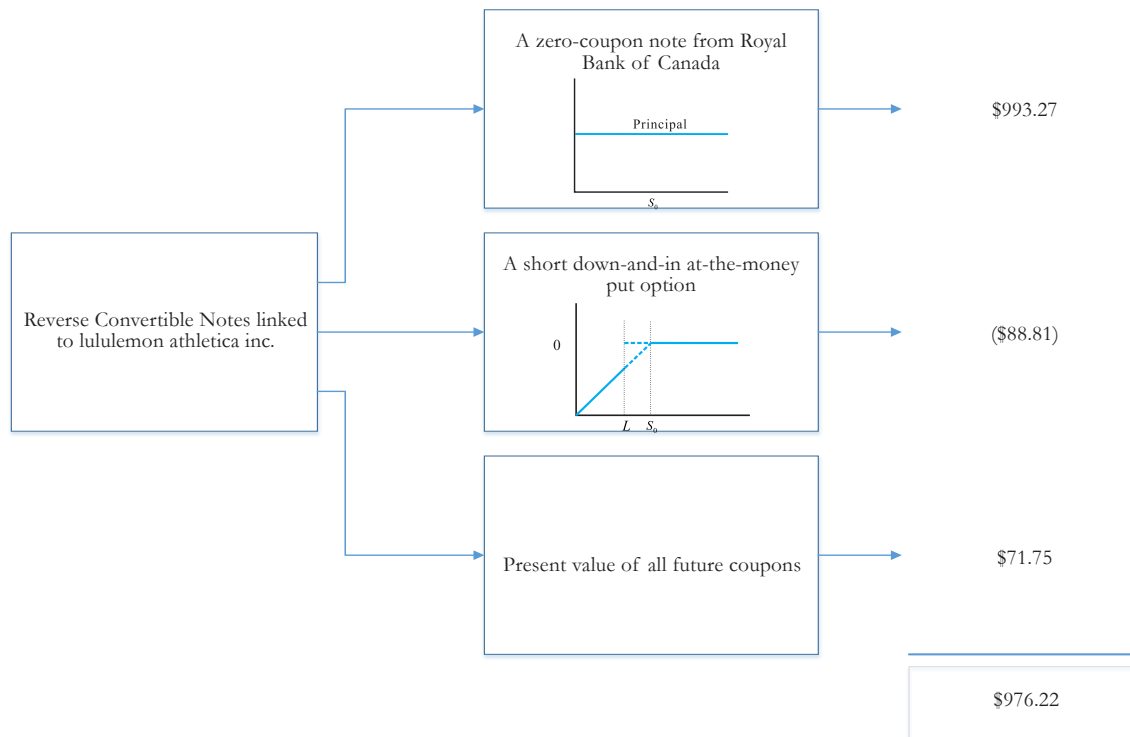 A zero-coupon note from Royal
Bank of Canada
Principal
S₀
$993.27
Reverse Convertible Notes linked
to lululemon athletica inc.
A short down-and-in at-the-money
put option
0
L S₀
($88.81)
Present value of all future coupons
$71.75
$976.22